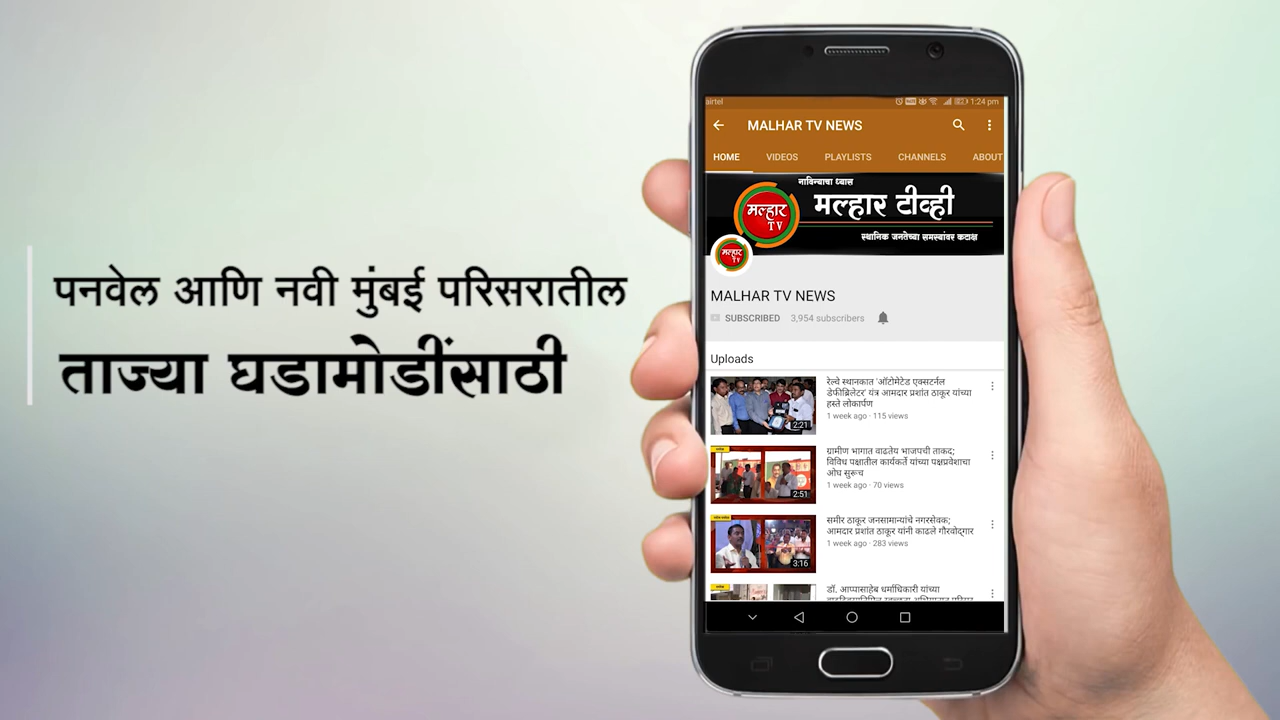 पनवेल आणि नवी मुंबई परिसरातील
ताज्या घडामोडींसाठी
airtel
1:24 pm
MALHAR TV NEWS
HOME VIDEOS PLAYLISTS CHANNELS ABOUT
नाविन्याचा ध्यास
मल्हार टीव्ही
मल्हार
TV
स्थानिक जनतेच्या समस्यांवर कटाक्ष
मल्हार
TV
MALHAR TV NEWS
SUBSCRIBED 3,954 subscribers
Uploads
रेल्वे स्थानकात 'ऑटोमेटेड एक्सटर्नल
डेफीब्रिलेटर' यंत्र आमदार प्रशांत ठाकूर यांच्या
हस्ते लोकार्पण
1 week ago · 115 views
2:21
ग्रामीण भागात वाढतेय भाजपची ताकद;
विविध पक्षातील कार्यकर्ते यांच्या पक्षप्रवेशाचा
ओघ सुरूच
1 week ago · 70 views
2:51
समीर ठाकूर जनसामान्यांचे नगरसेवक;
आमदार प्रशांत ठाकूर यांनी काढले गौरवोद्गार
1 week ago · 283 views
3:16
डॉ. आप्पासाहेब धर्माधिकारी यांच्या